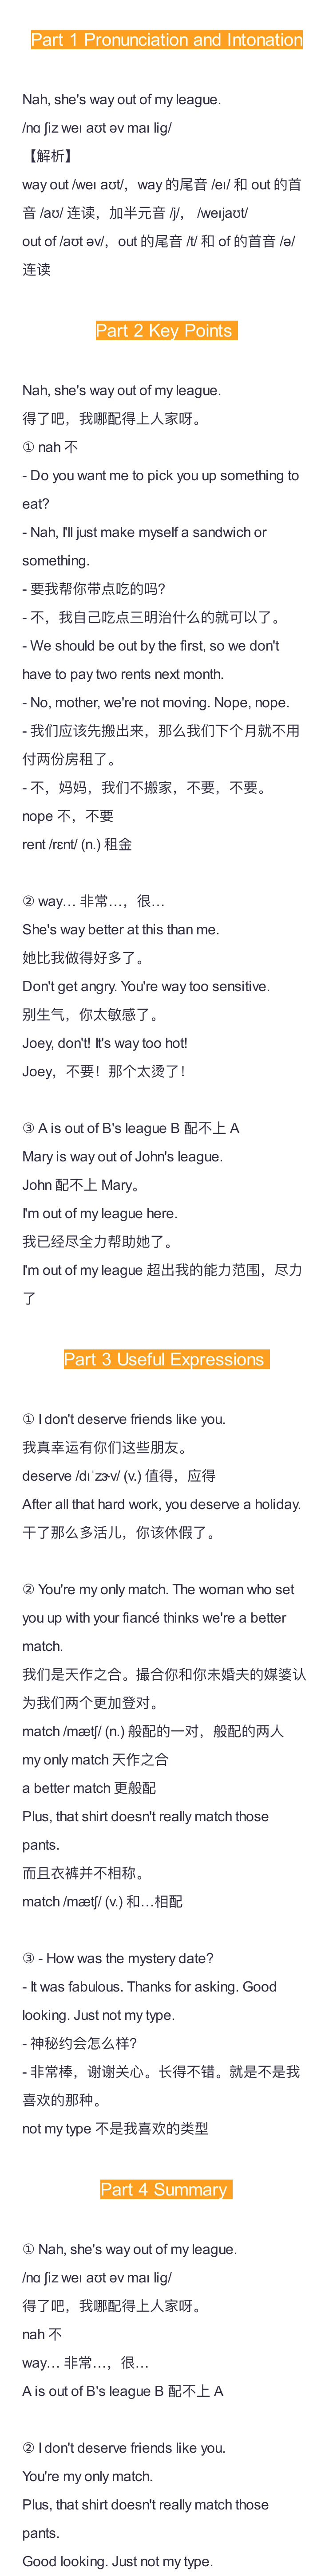 Part 1 Pronunciation and Intonation
Nah, she's way out of my league.
/nɑ ʃiz weɪ aʊt əv maɪ liɡ/
【解析】
way out /weɪ aʊt/，way 的尾音 /eɪ/ 和 out 的首
音 /aʊ/ 连读，加半元音 /j/， /weɪjaʊt/
out of /aʊt əv/，out 的尾音 /t/ 和 of 的首音 /ə/
连读
Part 2 Key Points
Nah, she's way out of my league.
得了吧，我哪配得上人家呀。
① nah 不
- Do you want me to pick you up something to
eat?
- Nah, I'll just make myself a sandwich or
something.
- 要我帮你带点吃的吗?
- 不，我自己吃点三明治什么的就可以了。
- We should be out by the first, so we don't
have to pay two rents next month.
- No, mother, we're not moving. Nope, nope.
- 我们应该先搬出来，那么我们下个月就不用
付两份房租了。
- 不，妈妈，我们不搬家，不要，不要。
nope 不，不要
rent /rɛnt/ (n.) 租金
② way… 非常…，很…
She's way better at this than me.
她比我做得好多了。
Don't get angry. You're way too sensitive.
别生气，你太敏感了。
Joey, don't! It's way too hot!
Joey，不要！那个太烫了！
③ A is out of B's league B 配不上 A
Mary is way out of John's league.
John 配不上 Mary。
I'm out of my league here.
我已经尽全力帮助她了。
I'm out of my league 超出我的能力范围，尽力
了
Part 3 Useful Expressions
① I don't deserve friends like you.
我真幸运有你们这些朋友。
deserve /dɪˈzɝv/ (v.) 值得，应得
After all that hard work, you deserve a holiday.
干了那么多活儿，你该休假了。
② You're my only match. The woman who set
you up with your fiancé thinks we're a better
match.
我们是天作之合。撮合你和你未婚夫的媒婆认
为我们两个更加登对。
match /mætʃ/ (n.) 般配的一对，般配的两人
my only match 天作之合
a better match 更般配
Plus, that shirt doesn't really match those
pants.
而且衣裤并不相称。
match /mætʃ/ (v.) 和…相配
③ - How was the mystery date?
- It was fabulous. Thanks for asking. Good
looking. Just not my type.
- 神秘约会怎么样?
- 非常棒，谢谢关心。长得不错。就是不是我
喜欢的那种。
not my type 不是我喜欢的类型
Part 4 Summary
① Nah, she's way out of my league.
/nɑ ʃiz weɪ aʊt əv maɪ liɡ/
得了吧，我哪配得上人家呀。
nah 不
way… 非常…，很…
A is out of B's league B 配不上 A
② I don't deserve friends like you.
You're my only match.
Plus, that shirt doesn't really match those
pants.
Good looking. Just not my type.